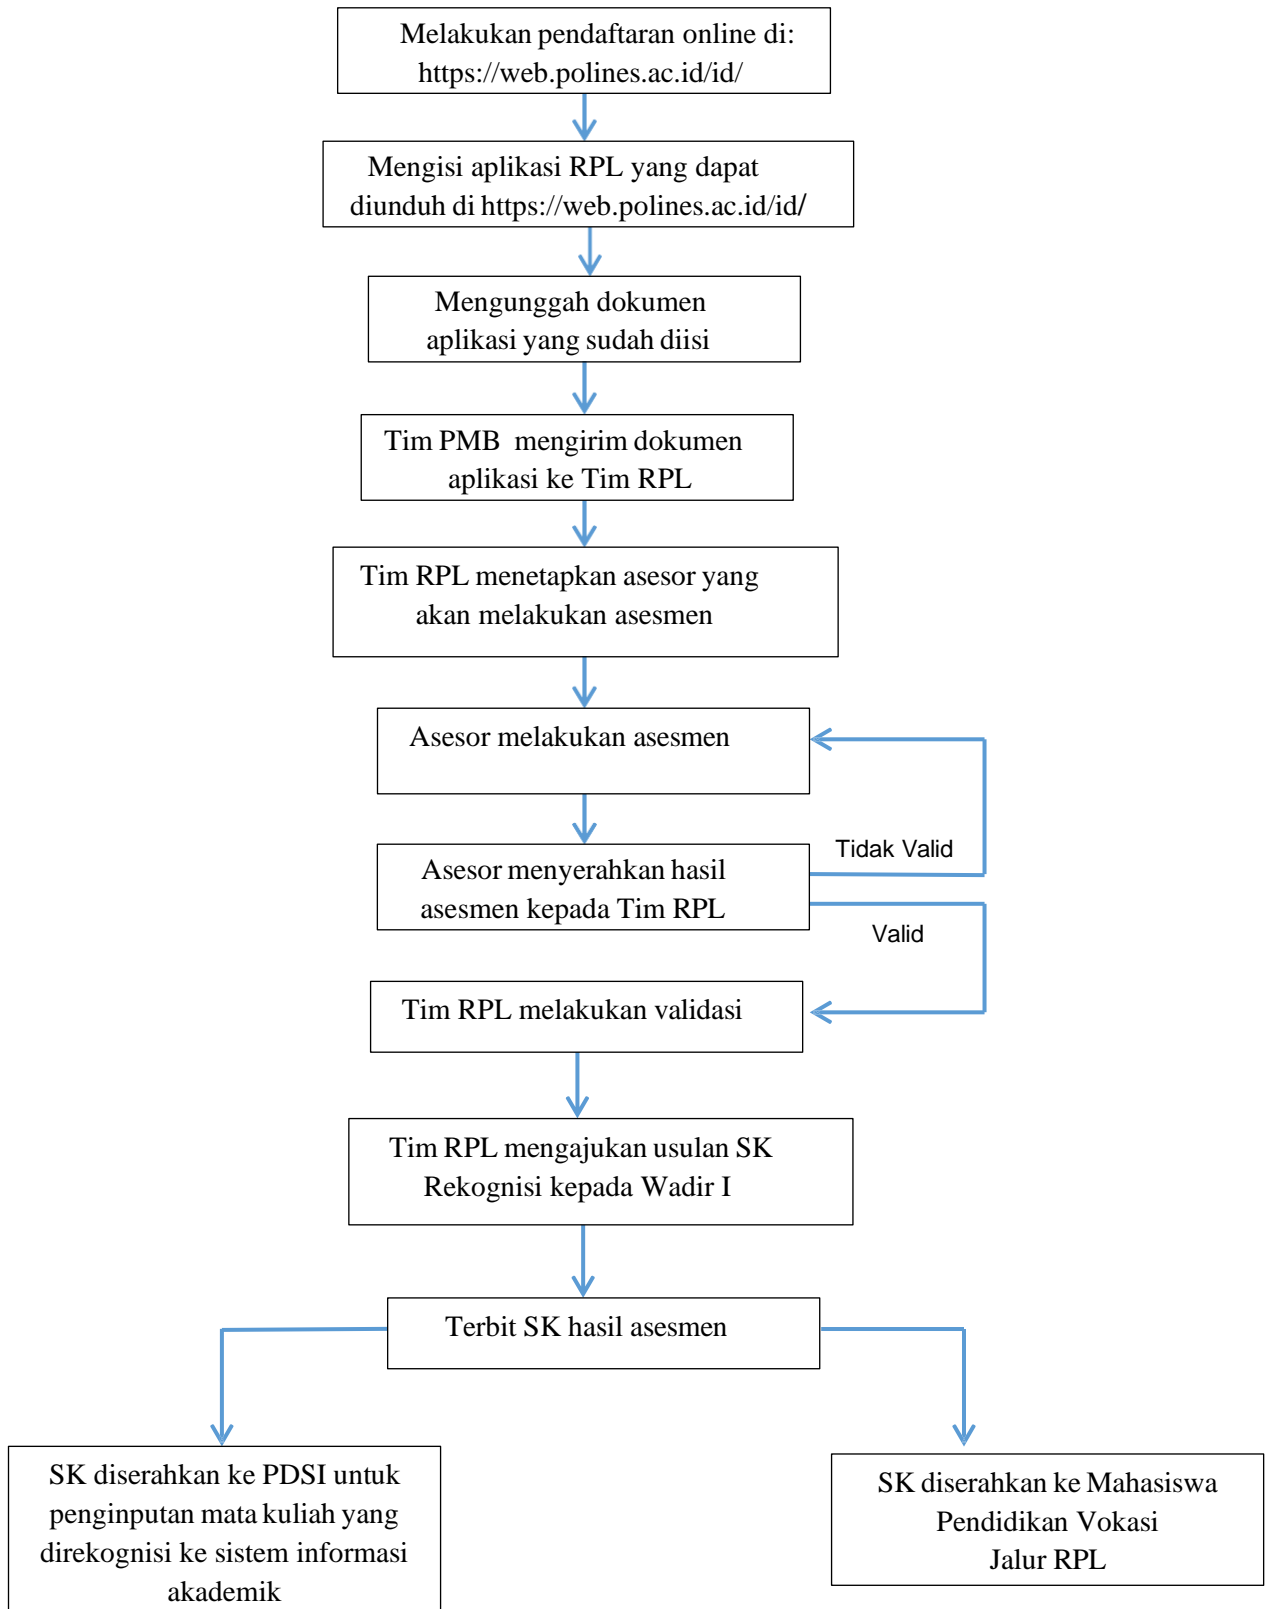 Melakukan pendaftaran online di:
https://web.polines.ac.id/id/
Mengisi aplikasi RPL yang dapat
diunduh di https://web.polines.ac.id/id/
Mengunggah dokumen
aplikasi yang sudah diisi
Tim PMB mengirim dokumen
aplikasi ke Tim RPL
Tim RPL menetapkan asesor yang
akan melakukan asesmen
Asesor melakukan asesmen
Tidak Valid
Asesor menyerahkan hasil
asesmen kepada Tim RPL
Valid
Tim RPL melakukan validasi
Tim RPL mengajukan usulan SK
Rekognisi kepada Wadir I
Terbit SK hasil asesmen
SK diserahkan ke PDSI untuk
penginputan mata kuliah yang
direkognisi ke sistem informasi
akademik
SK diserahkan ke Mahasiswa
Pendidikan Vokasi
Jalur RPL